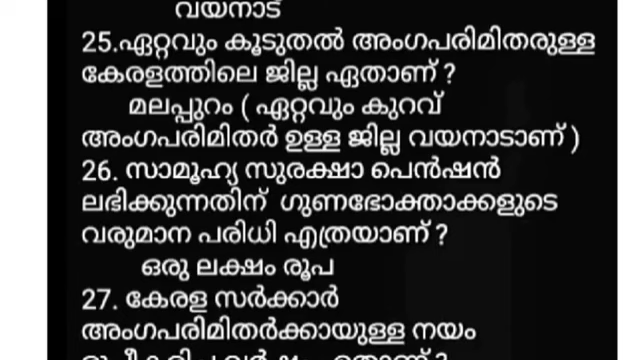 വയനാട്
25.ഏറ്റവും കൂടുതൽ അംഗപരിമിതരുള്ള
കേരളത്തിലെ ജില്ല ഏതാണ് ?
മലപ്പുറം ( ഏറ്റവും കുറവ്
അംഗപരിമിതർ ഉള്ള ജില്ല വയനാടാണ് )
26. സാമൂഹ്യ സുരക്ഷാ പെൻഷൻ
ലഭിക്കുന്നതിന് ഗുണഭോക്താക്കളുടെ
വരുമാന പരിധി എത്രയാണ് ?
ഒരു ലക്ഷം രൂപ
27. കേരള സർക്കാർ
അംഗപരിമിതർക്കായുള്ള നയം